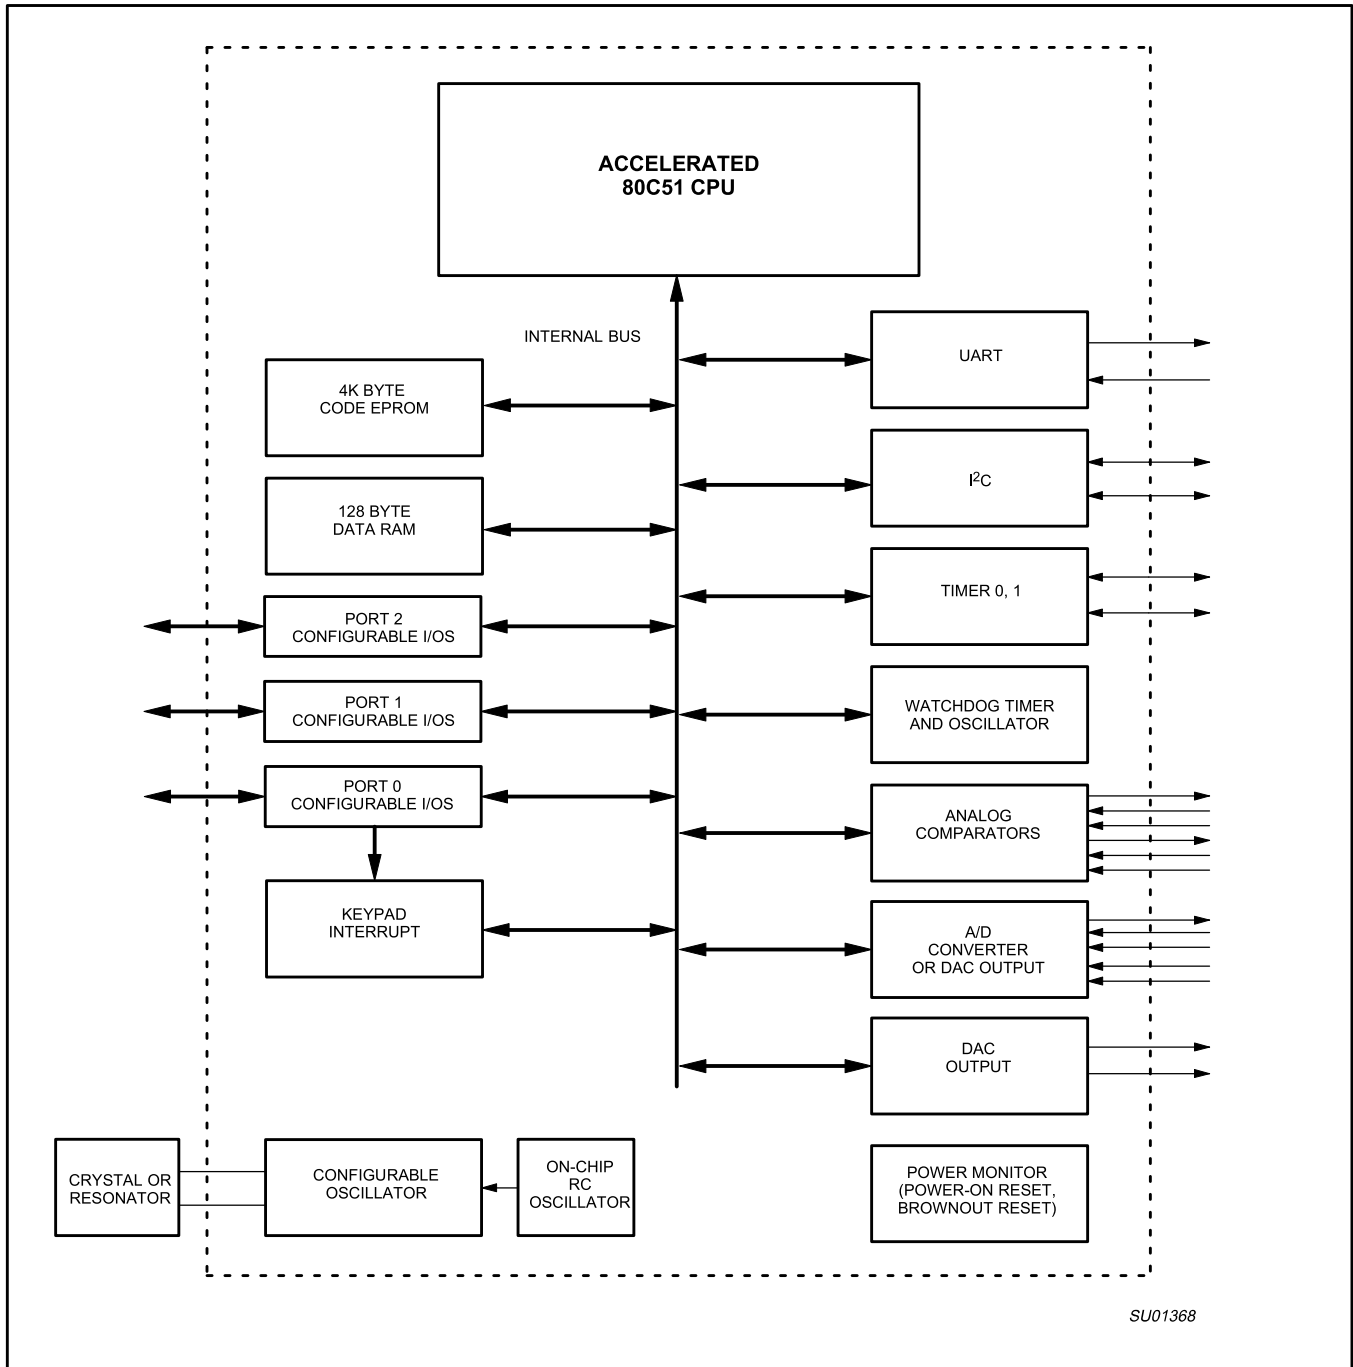 ACCELERATED
80C51 CPU
INTERNAL BUS
4K BYTE
CODE EPROM
128 BYTE
DATA RAM
PORT 2
CONFIGURABLE I/OS
PORT 1
CONFIGURABLE I/OS
PORT 0
CONFIGURABLE I/OS
KEYPAD
INTERRUPT
UART
I²C
TIMER 0, 1
WATCHDOG TIMER
AND OSCILLATOR
ANALOG
COMPARATORS
A/D
CONVERTER
OR DAC OUTPUT
DAC
OUTPUT
CRYSTAL OR
RESONATOR
CONFIGURABLE
OSCILLATOR
ON-CHIP
RC
OSCILLATOR
POWER MONITOR
(POWER-ON RESET,
BROWNOUT RESET)
SU01368